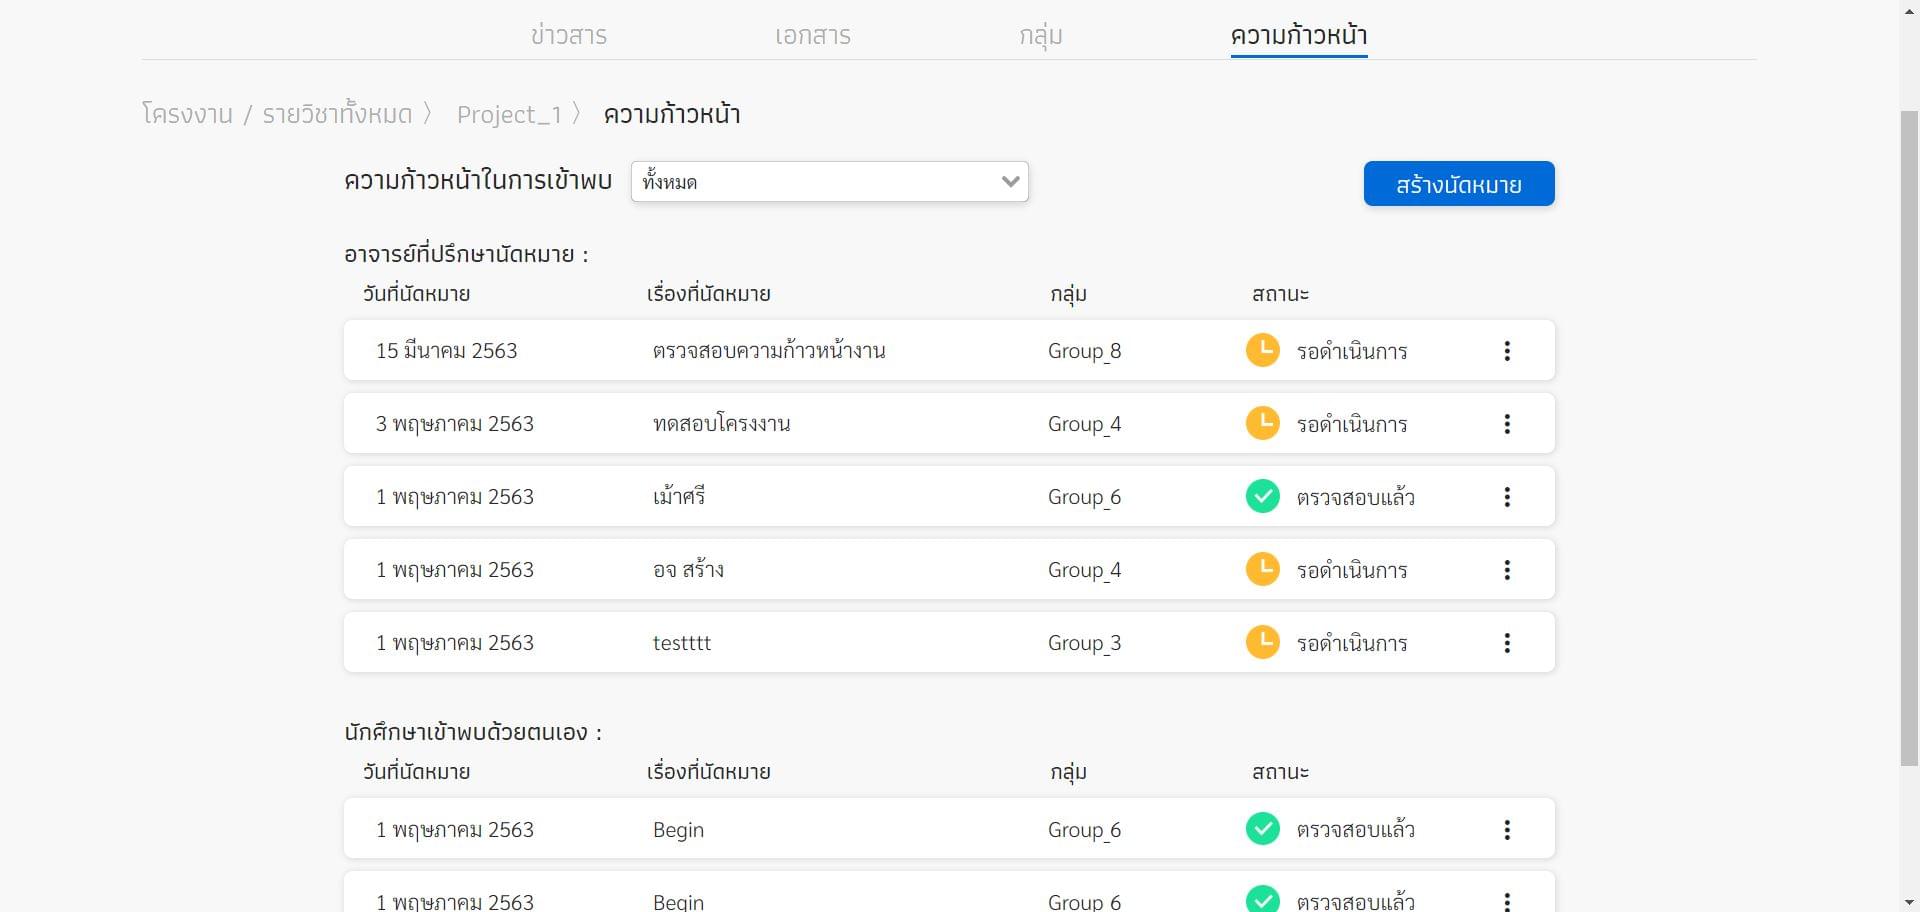 ข่าวสาร เอกสาร กลุ่ม ความก้าวหน้า
โครงงาน / รายวิชาทั้งหมด 〉 Project_1 〉 ความก้าวหน้า
ความก้าวหน้าในการเข้าพบ ทั้งหมด สร้างนัดหมาย
อาจารย์ที่ปรึกษานัดหมาย :
วันที่นัดหมาย เรื่องที่นัดหมาย กลุ่ม สถานะ
15 มีนาคม 2563 ตรวจสอบความก้าวหน้างาน Group_8 รอดำเนินการ
3 พฤษภาคม 2563 ทดสอบโครงงาน Group_4 รอดำเนินการ
1 พฤษภาคม 2563 เม้าศรี Group_6 ตรวจสอบแล้ว
1 พฤษภาคม 2563 อจ สร้าง Group_4 รอดำเนินการ
1 พฤษภาคม 2563 testttt Group_3 รอดำเนินการ
นักศึกษาเข้าพบด้วยตนเอง :
วันที่นัดหมาย เรื่องที่นัดหมาย กลุ่ม สถานะ
1 พฤษภาคม 2563 Begin Group_6 ตรวจสอบแล้ว
1 พฤษภาคม 2563 Begin Group_6 ตรวจสอบแล้ว